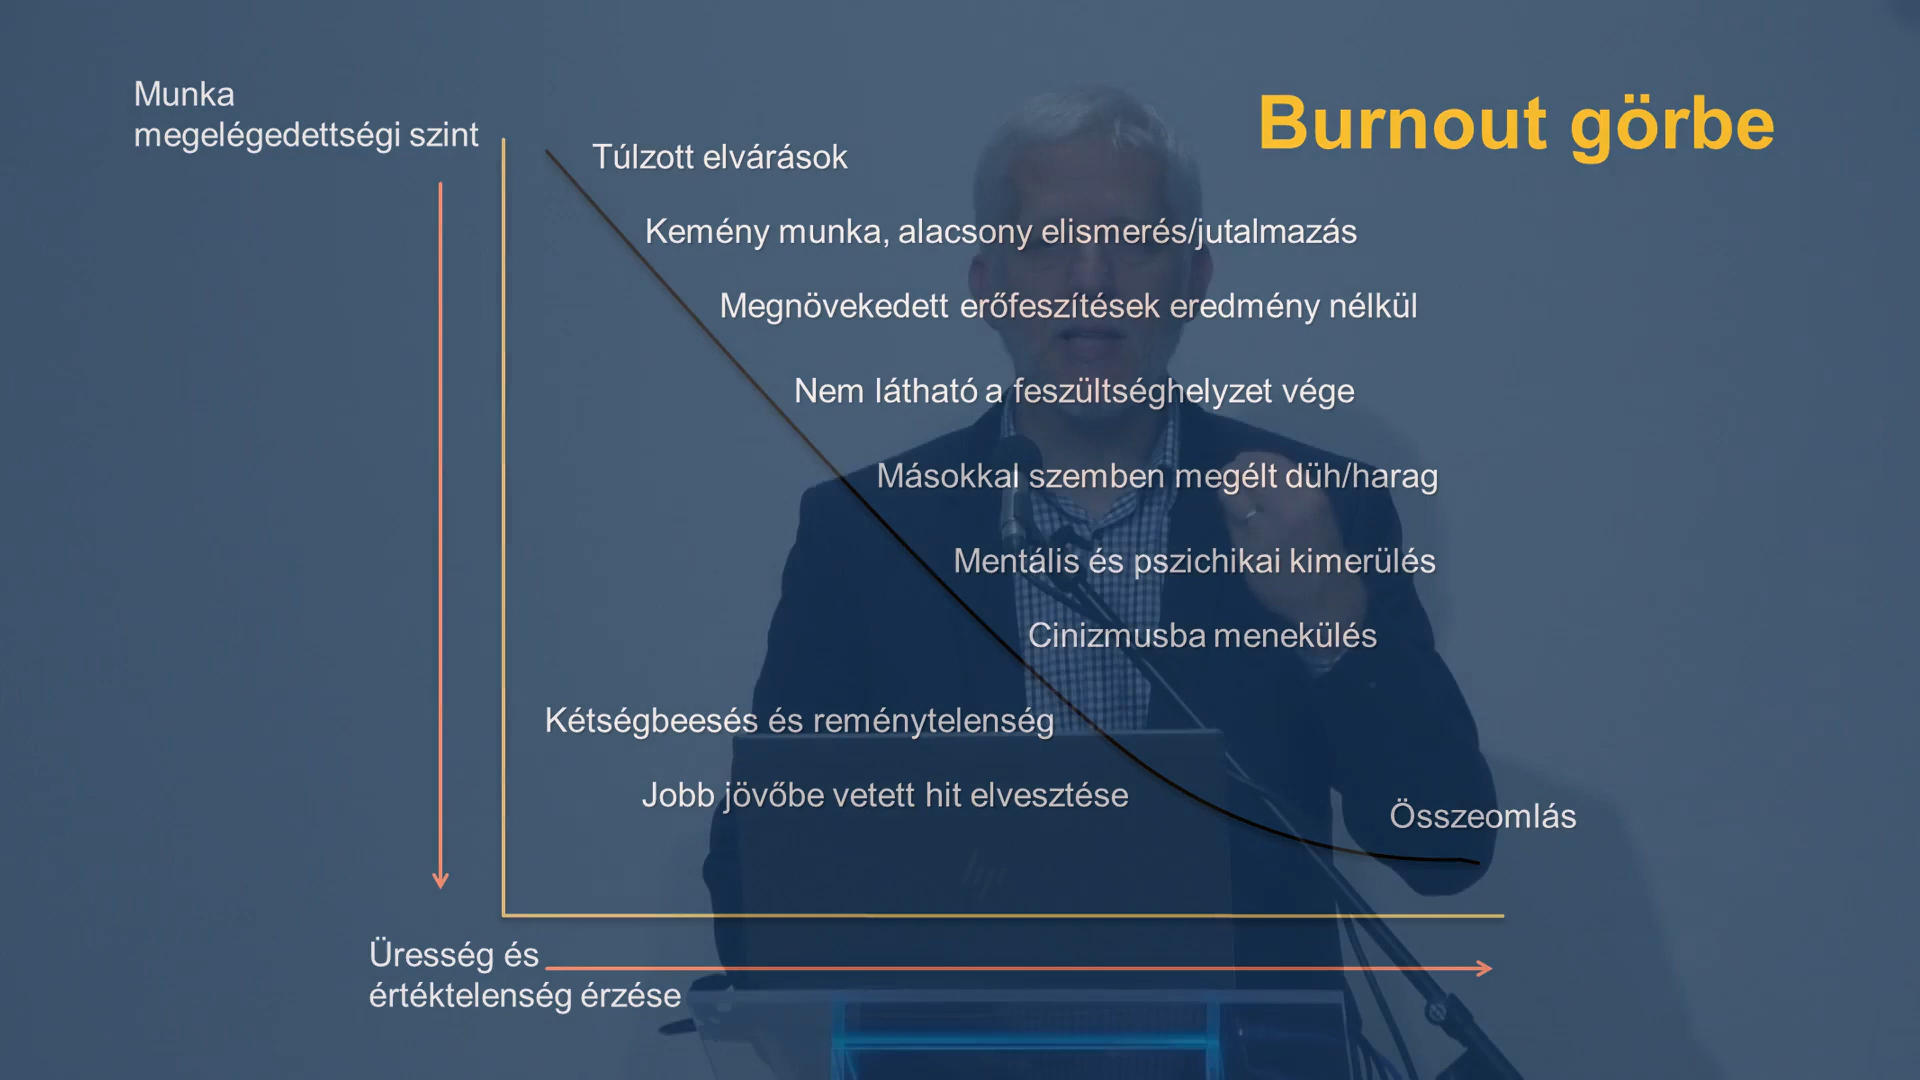 Munka
megelégedettségi szint
Burnout görbe
Túlzott elvárások
Kemény munka, alacsony elismerés/jutalmazás
Megnövekedett erőfeszítések eredmény nélkül
Nem látható a feszültséghelyzet vége
Másokkal szemben megélt düh/harag
Mentális és pszichikai kimerülés
Cinizmusba menekülés
Kétségbeesés és reménytelenség
Jobb jövőbe vetett hit elvesztése
Összeomlás
Üresség és
értéktelenség érzése